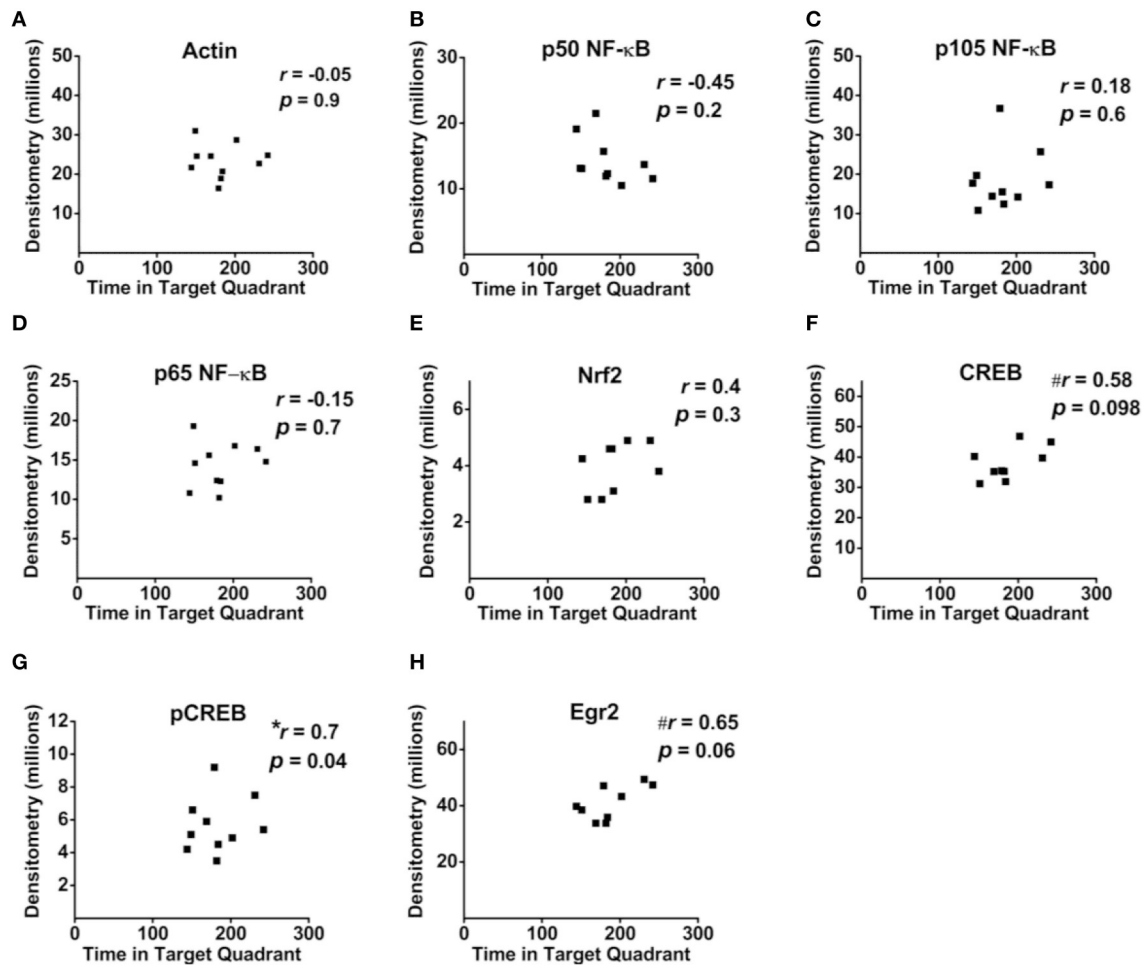 A
Actin
r = -0.05
p = 0.9
Densitometry (millions)
50
40
30
20
10
0 100 200 300
Time in Target Quadrant
B
p50 NF-κB
r = -0.45
p = 0.2
Densitometry (millions)
30
20
10
0 100 200 300
Time in Target Quadrant
C
p105 NF-κB
r = 0.18
p = 0.6
Densitometry (millions)
50
40
30
20
10
0 100 200 300
Time in Target Quadrant
D
p65 NF–κB
r = -0.15
p = 0.7
Densitometry (millions)
25
20
15
10
5
0 100 200 300
Time in Target Quadrant
E
Nrf2
r = 0.4
p = 0.3
Densitometry (millions)
6
4
2
0 100 200 300
Time in Target Quadrant
F
CREB
#r = 0.58
p = 0.098
Densitometry (millions)
60
50
40
30
20
10
0 100 200 300
Time in Target Quadrant
G
pCREB
*r = 0.7
p = 0.04
Densitometry (millions)
12
10
8
6
4
2
0 100 200 300
Time in Target Quadrant
H
Egr2
#r = 0.65
p = 0.06
Densitometry (millions)
60
40
20
0 100 200 300
Time in Target Quadrant